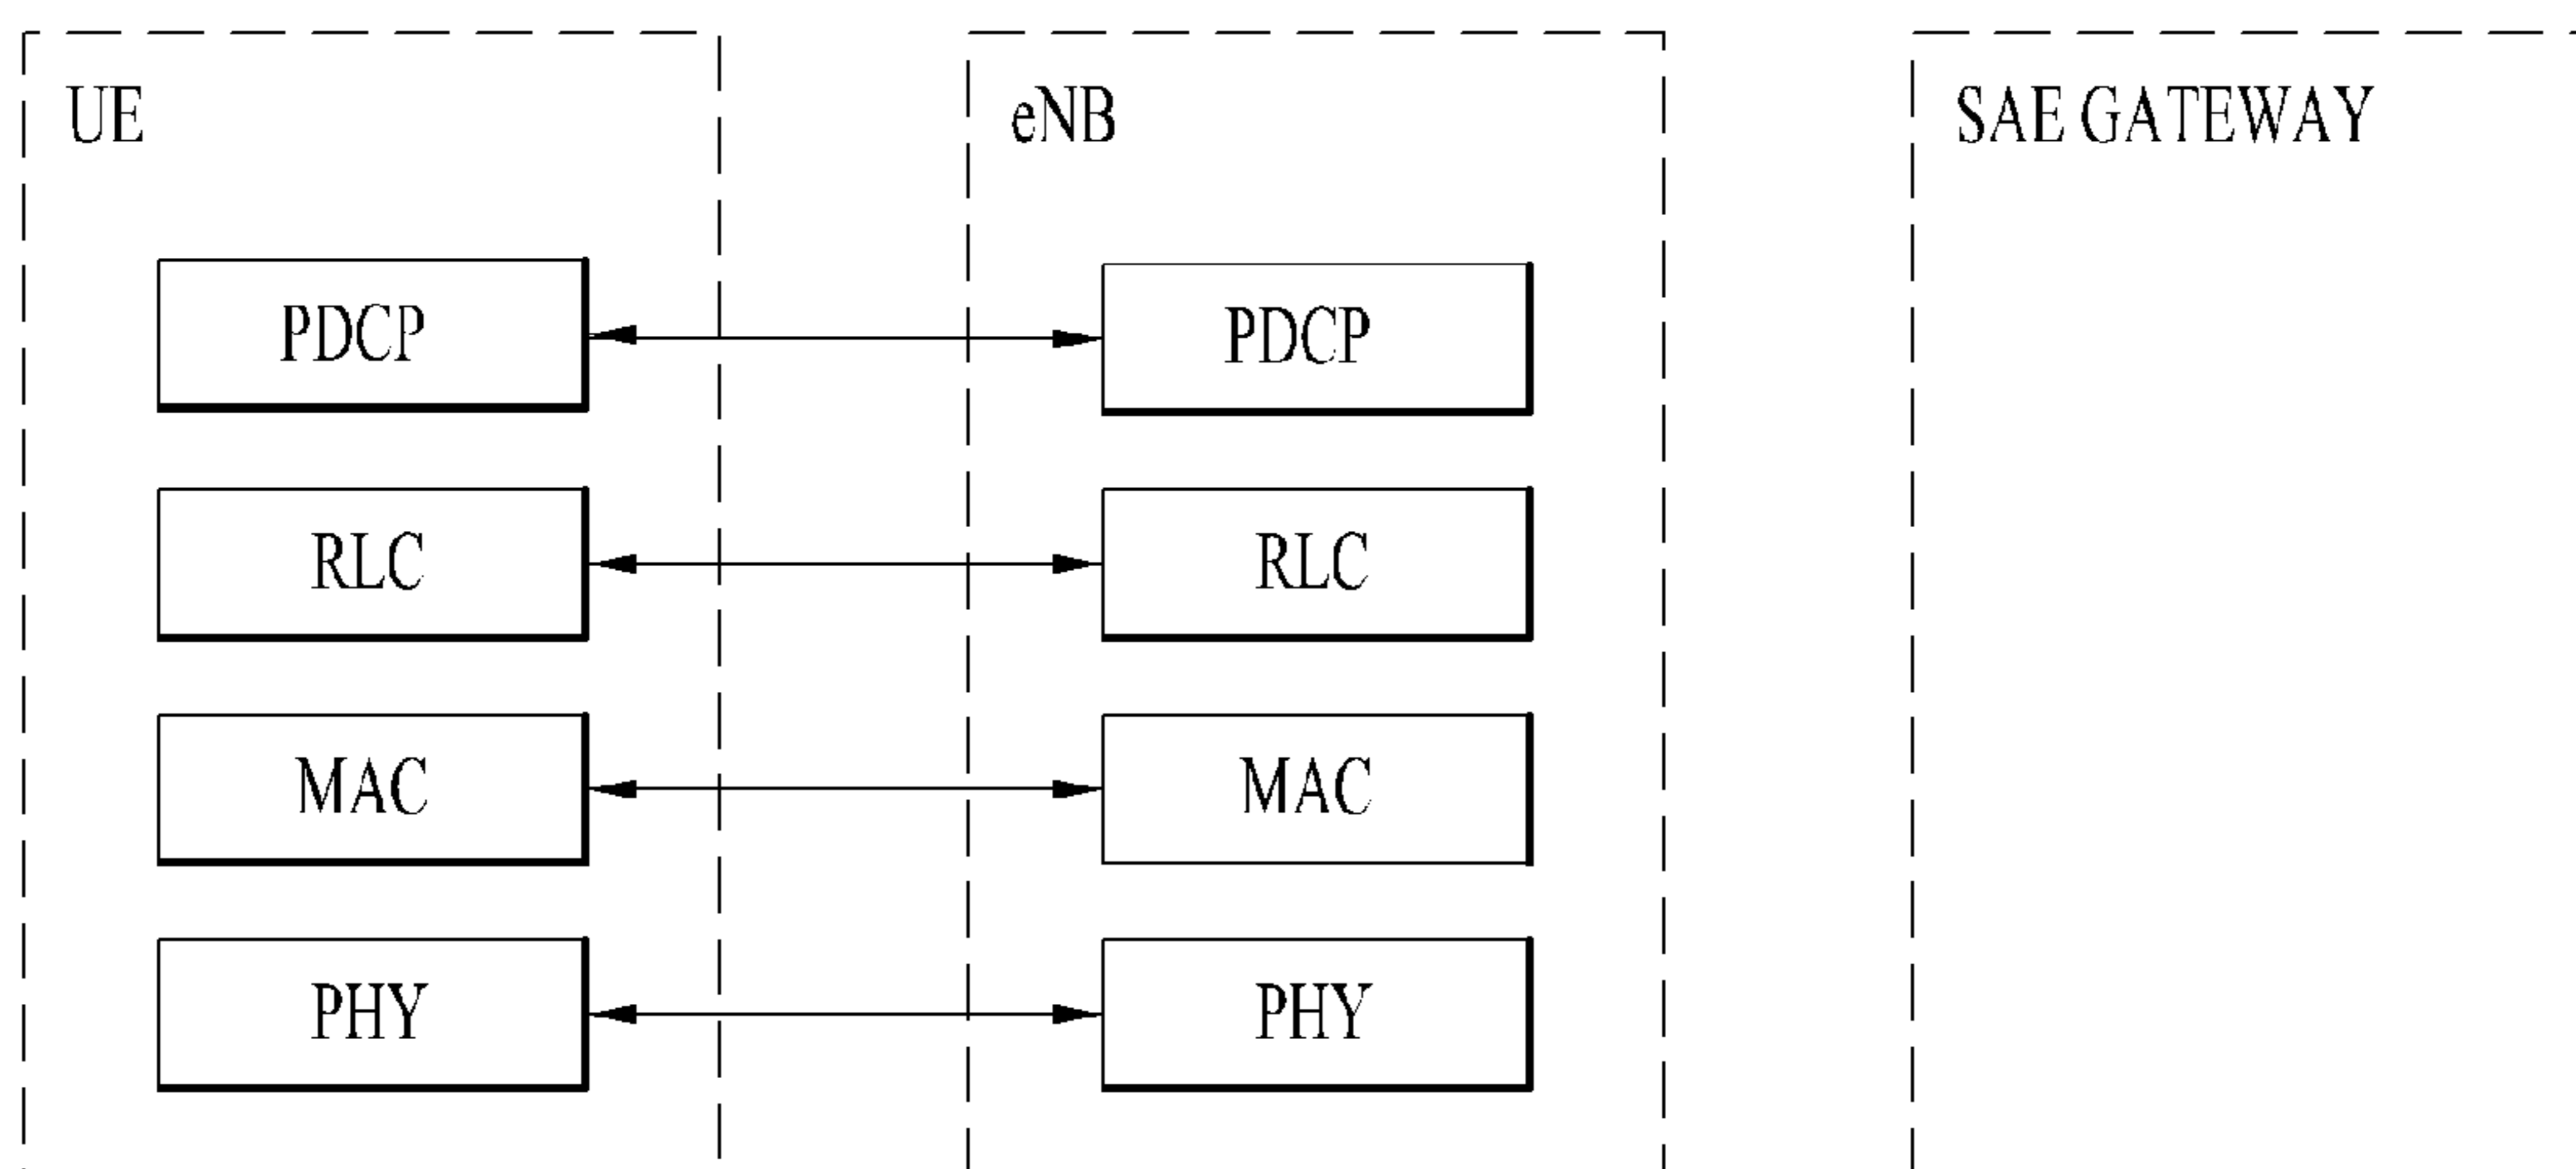 UE
eNB
SAE GATEWAY
PDCP
PDCP
RLC
RLC
MAC
MAC
PHY
PHY